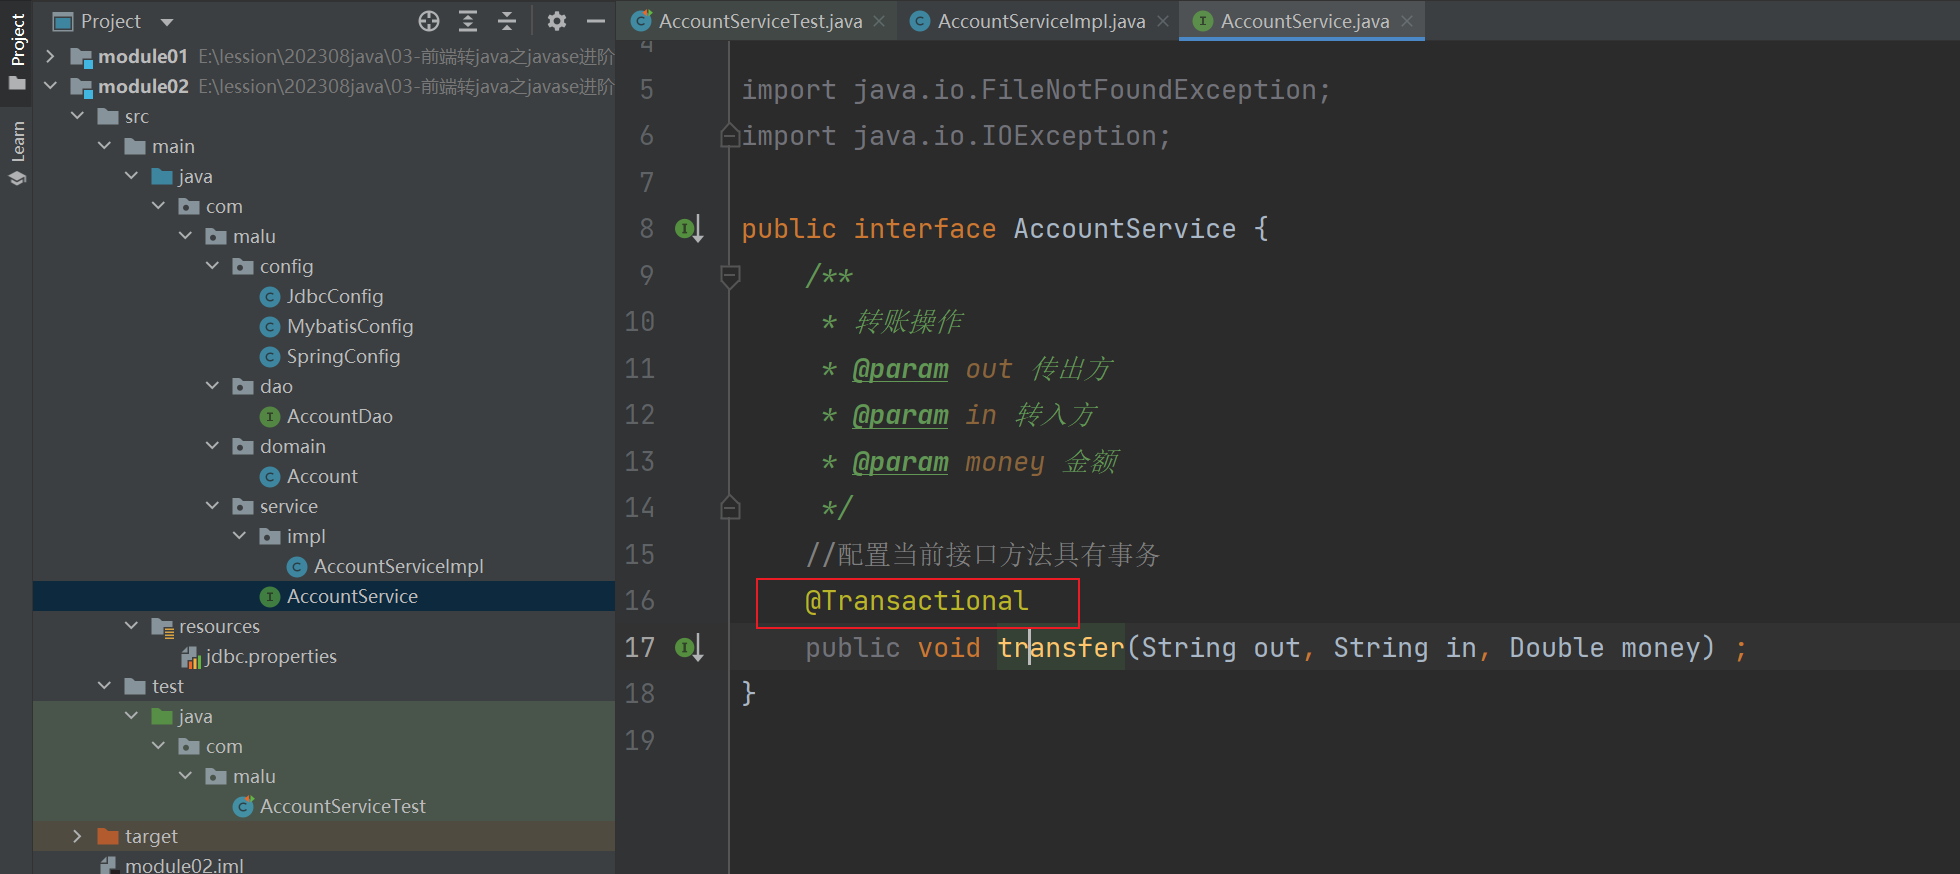 Project
Learn
Project
module01 E:\lession\202308java\03-前端转java之javase进阶
module02 E:\lession\202308java\03-前端转java之javase进阶
src
main
java
com
malu
config
JdbcConfig
MybatisConfig
SpringConfig
dao
AccountDao
domain
Account
service
impl
AccountServiceImpl
AccountService
resources
jdbc.properties
test
java
com
malu
AccountServiceTest
target
module02.iml
AccountServiceTest.java AccountServiceImpl.java AccountService.java
4
5 import java.io.FileNotFoundException;
6 import java.io.IOException;
7
8 public interface AccountService {
9 /**
10 * 转账操作
11 * @param out 传出方
12 * @param in 转入方
13 * @param money 金额
14 */
15 //配置当前接口方法具有事务
16 @Transactional
17 public void transfer(String out, String in, Double money) ;
18 }
19